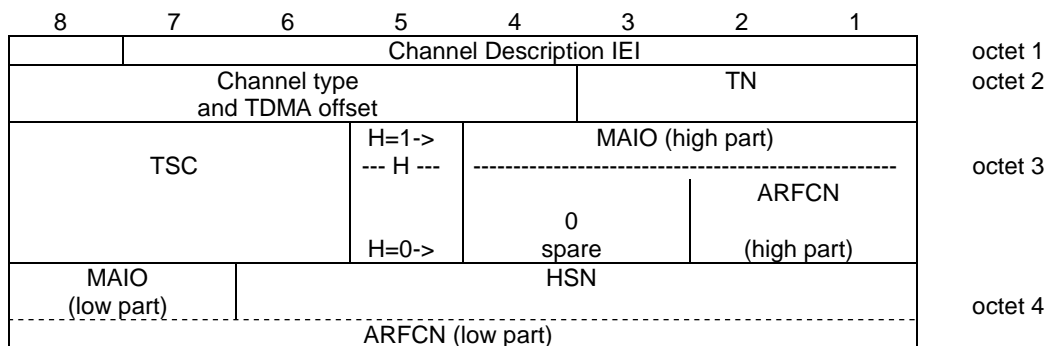 8 7 6 5 4 3 2 1
Channel Description IEI octet 1
Channel type TN octet 2
and TDMA offset
H=1-> MAIO (high part)
TSC --- H --- octet 3
ARFCN
0
H=0-> spare (high part)
MAIO HSN
(low part) octet 4
ARFCN (low part)